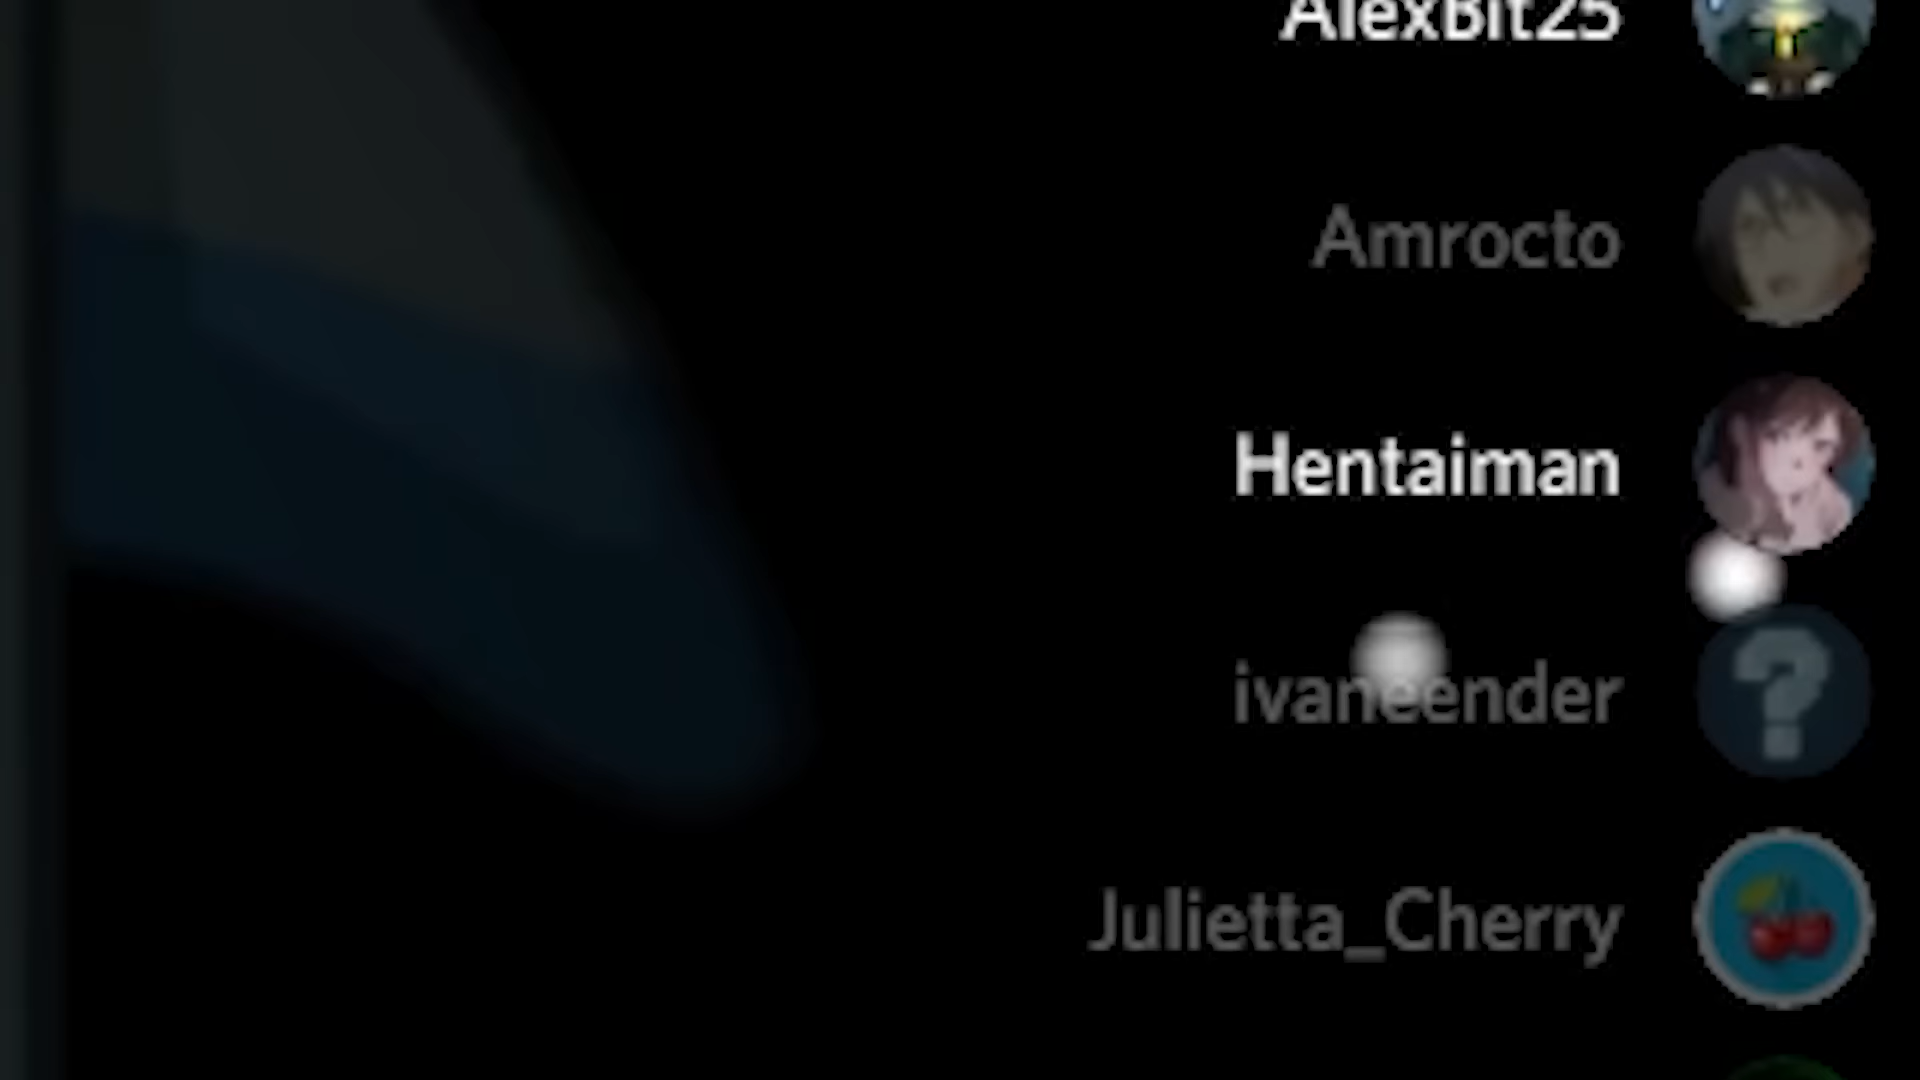 AlexBit25
Amrocto
Hentaiman
ivaneender
Julietta_Cherry